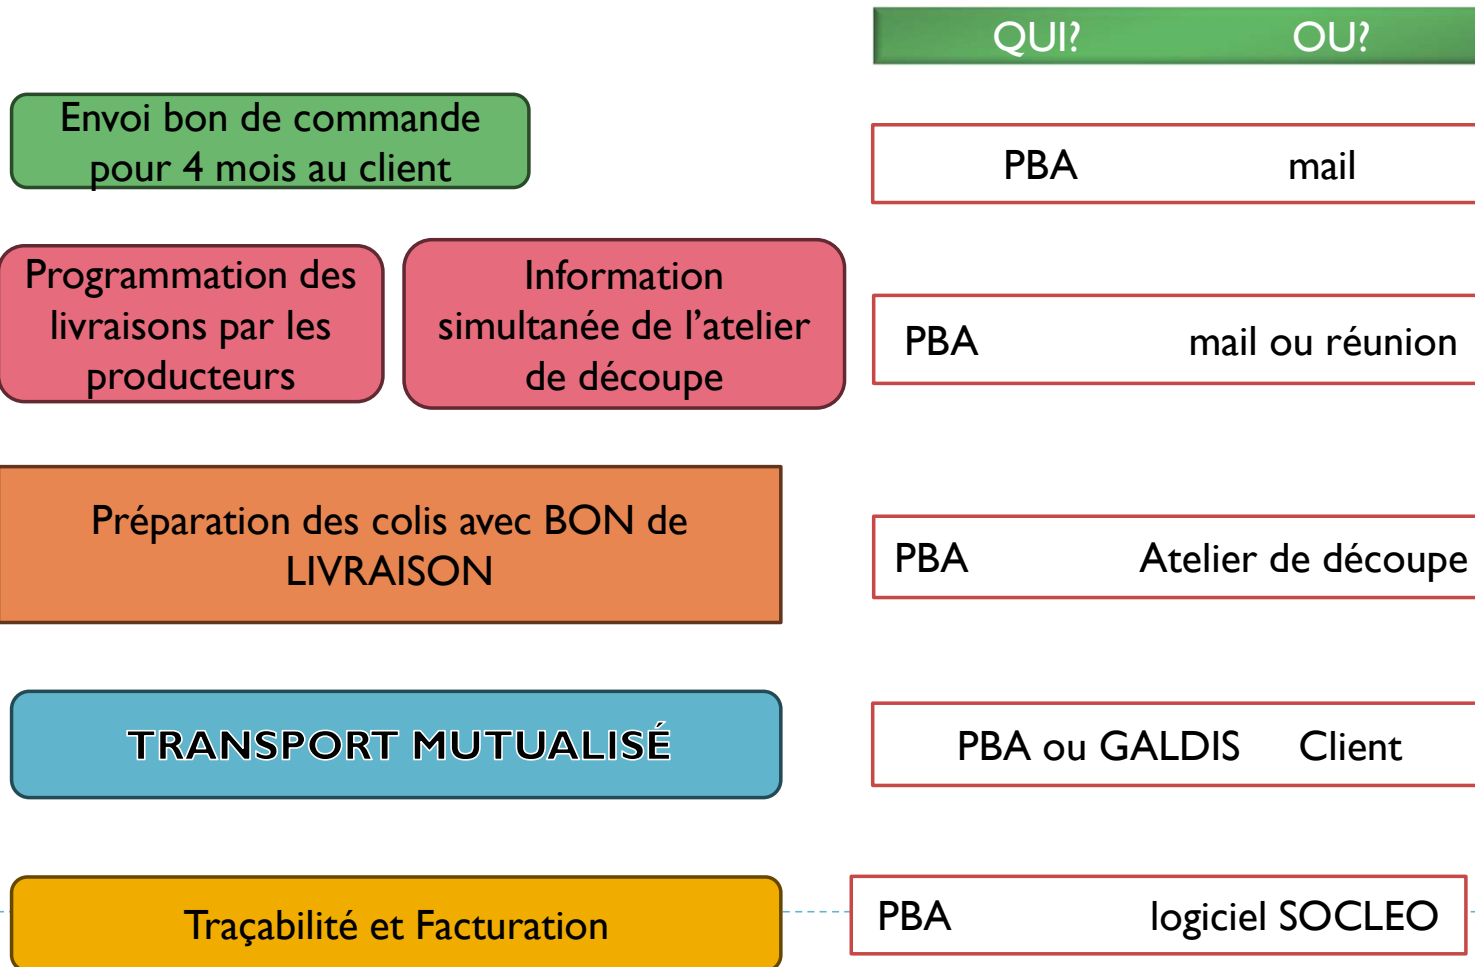 QUI? OU?
Envoi bon de commande
pour 4 mois au client
PBA mail
Programmation des
livraisons par les
producteurs
Information
simultanée de l’atelier
de découpe
PBA mail ou réunion
Préparation des colis avec BON de
LIVRAISON
PBA Atelier de découpe
TRANSPORT MUTUALISÉ
PBA ou GALDIS Client
Traçabilité et Facturation
PBA logiciel SOCLEO